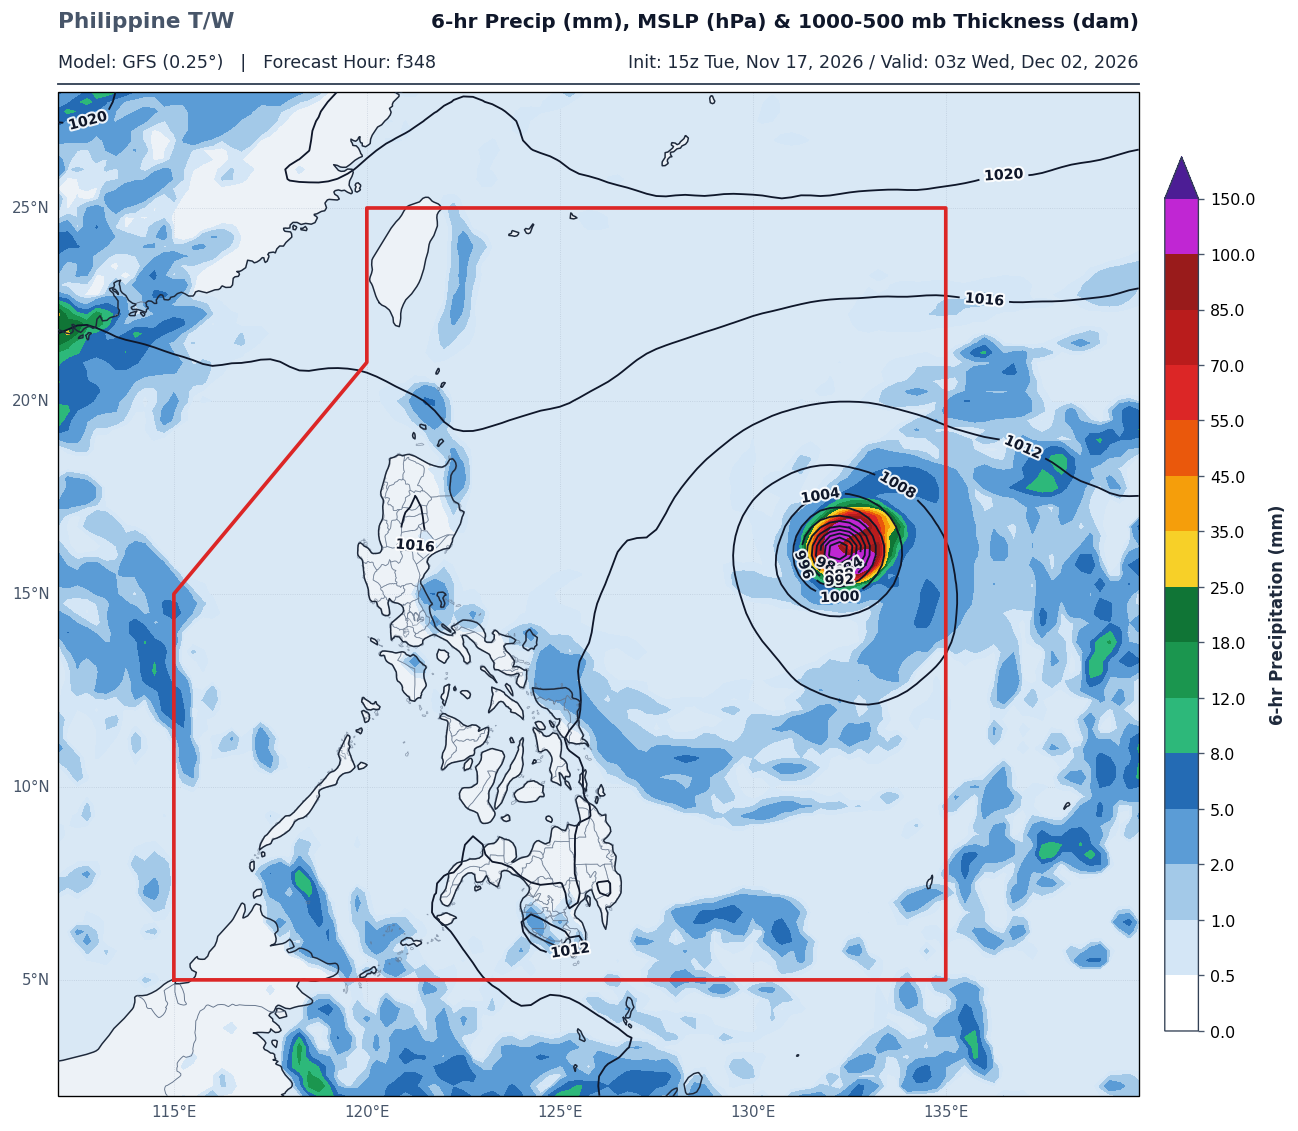 Philippine T/W
6-hr Precip (mm), MSLP (hPa) & 1000-500 mb Thickness (dam)
Model: GFS (0.25°) | Forecast Hour: f348
Init: 15z Tue, Nov 17, 2026 / Valid: 03z Wed, Dec 02, 2026
1020
1020
25°N
1016
20°N
1012
1008
1004
1016
996
992
1000
15°N
10°N
1012
5°N
115°E
120°E
125°E
130°E
135°E
150.0
100.0
85.0
70.0
55.0
45.0
35.0
25.0
18.0
12.0
8.0
5.0
2.0
1.0
0.5
0.0
6-hr Precipitation (mm)